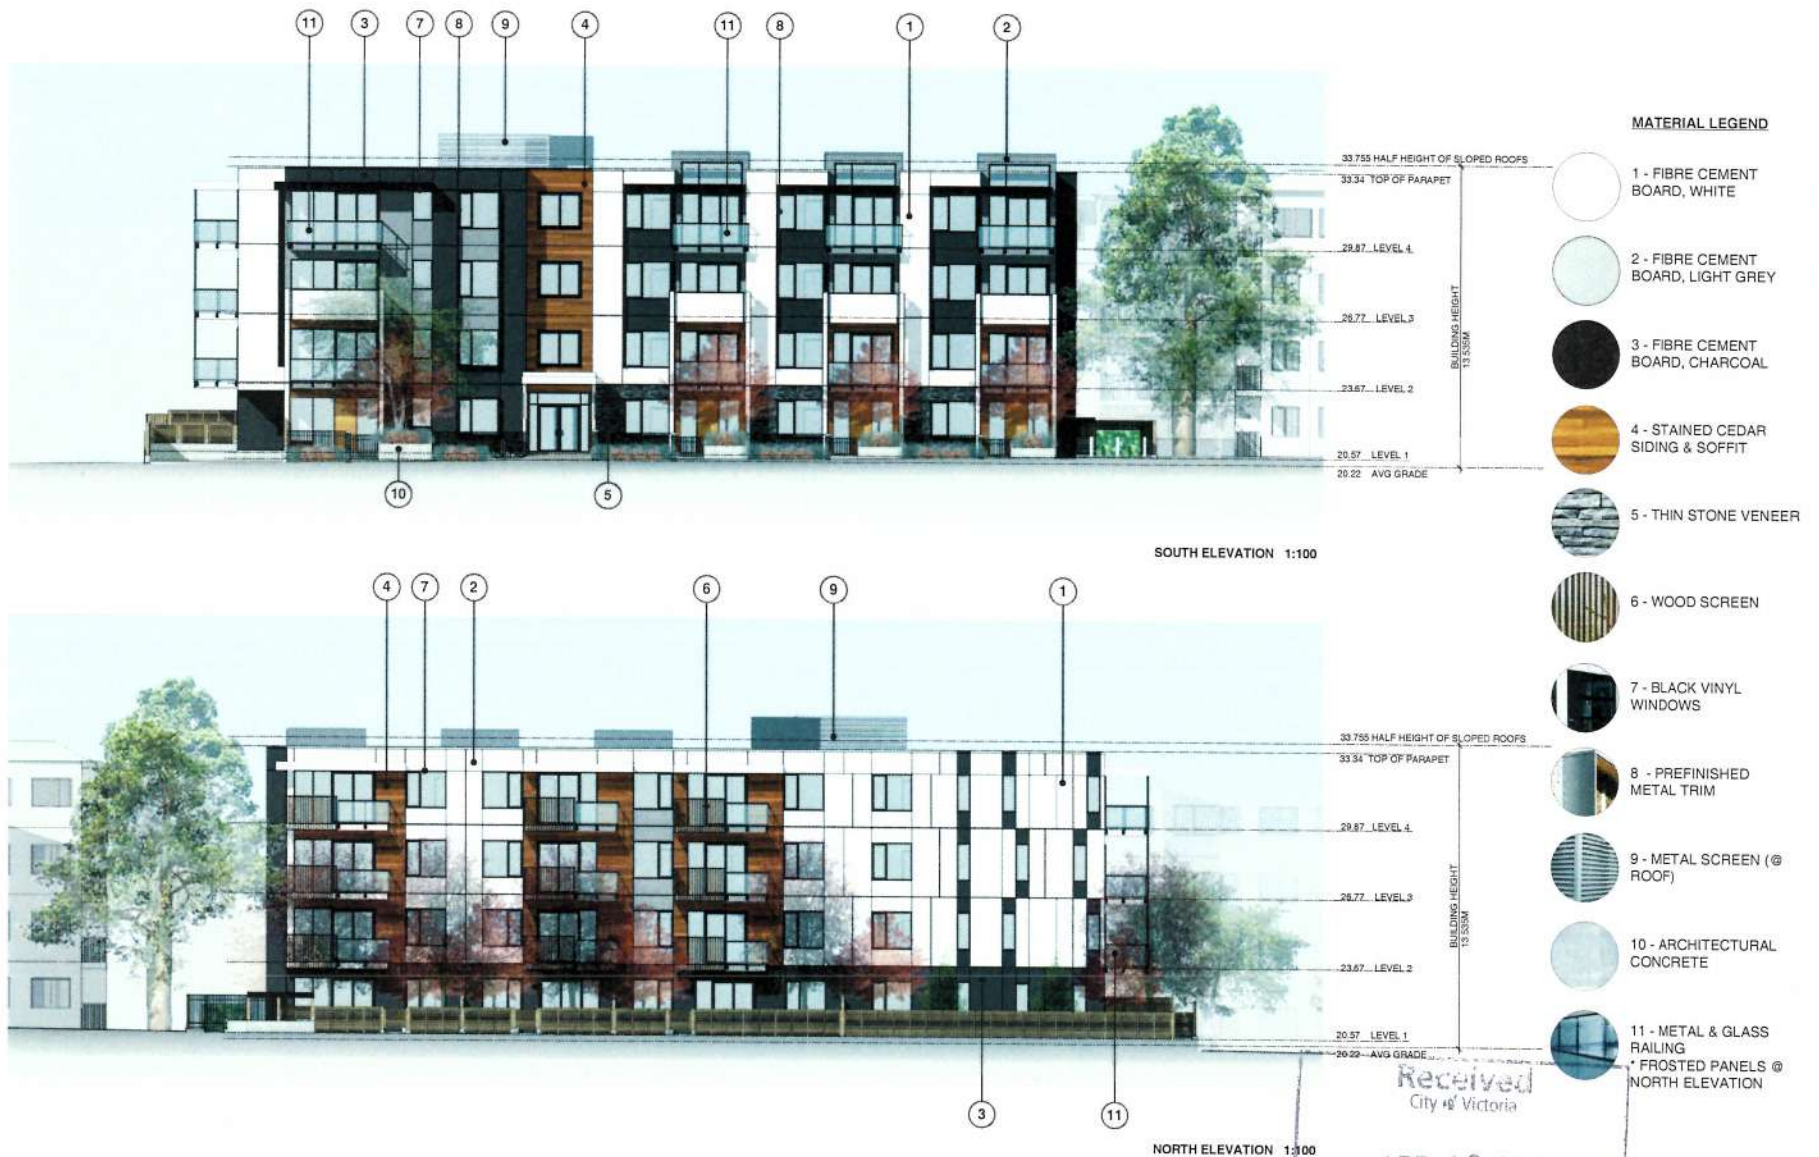 11 3 7 8 9 4 11 8 1 2
MATERIAL LEGEND
33.755 HALF HEIGHT OF SLOPED ROOFS
33.34 TOP OF PARAPET
1 - FIBRE CEMENT
BOARD, WHITE
29.87 LEVEL 4
2 - FIBRE CEMENT
BOARD, LIGHT GREY
26.77 LEVEL 3
BUILDING HEIGHT
13.535M
3 - FIBRE CEMENT
BOARD, CHARCOAL
23.67 LEVEL 2
4 - STAINED CEDAR
SIDING & SOFFIT
20.57 LEVEL 1
20.22 AVG GRADE
10 5
5 - THIN STONE VENEER
SOUTH ELEVATION 1:100
4 7 2 6 9 1
6 - WOOD SCREEN
7 - BLACK VINYL
WINDOWS
33.755 HALF HEIGHT OF SLOPED ROOFS
33.34 TOP OF PARAPET
8 - PREFINISHED
METAL TRIM
29.87 LEVEL 4
9 - METAL SCREEN (@
ROOF)
26.77 LEVEL 3
BUILDING HEIGHT
13.535M
10 - ARCHITECTURAL
CONCRETE
23.67 LEVEL 2
20.57 LEVEL 1
20.22 AVG GRADE
11 - METAL & GLASS
RAILING
* FROSTED PANELS @
NORTH ELEVATION
Received
City of Victoria
3 11
NORTH ELEVATION 1:100